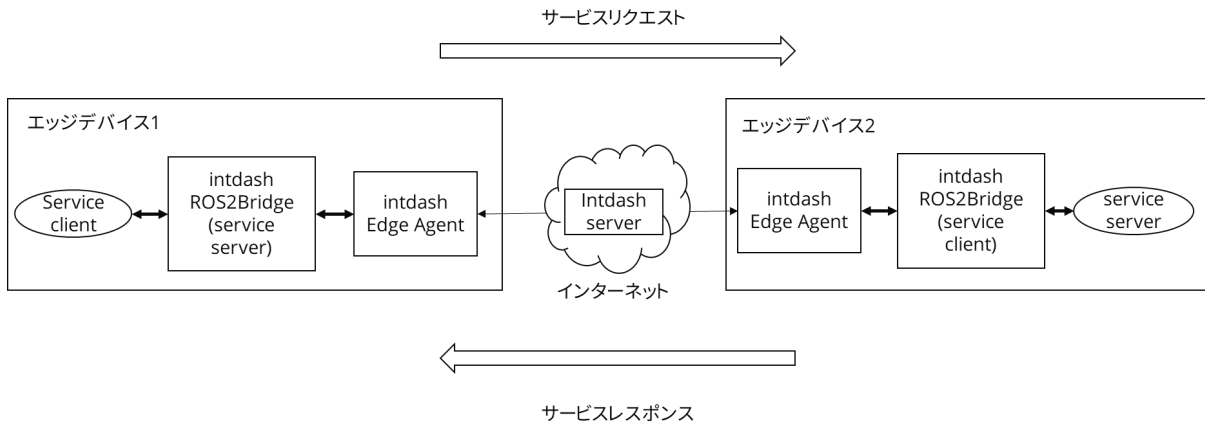 サービスリクエスト
エッジデバイス1
Service
client
intdash
ROS2Bridge
(service
server)
intdash
Edge Agent
Intdash
server
インターネット
エッジデバイス2
intdash
Edge Agent
intdash
ROS2Bridge
(service
client)
service
server
サービスレスポンス